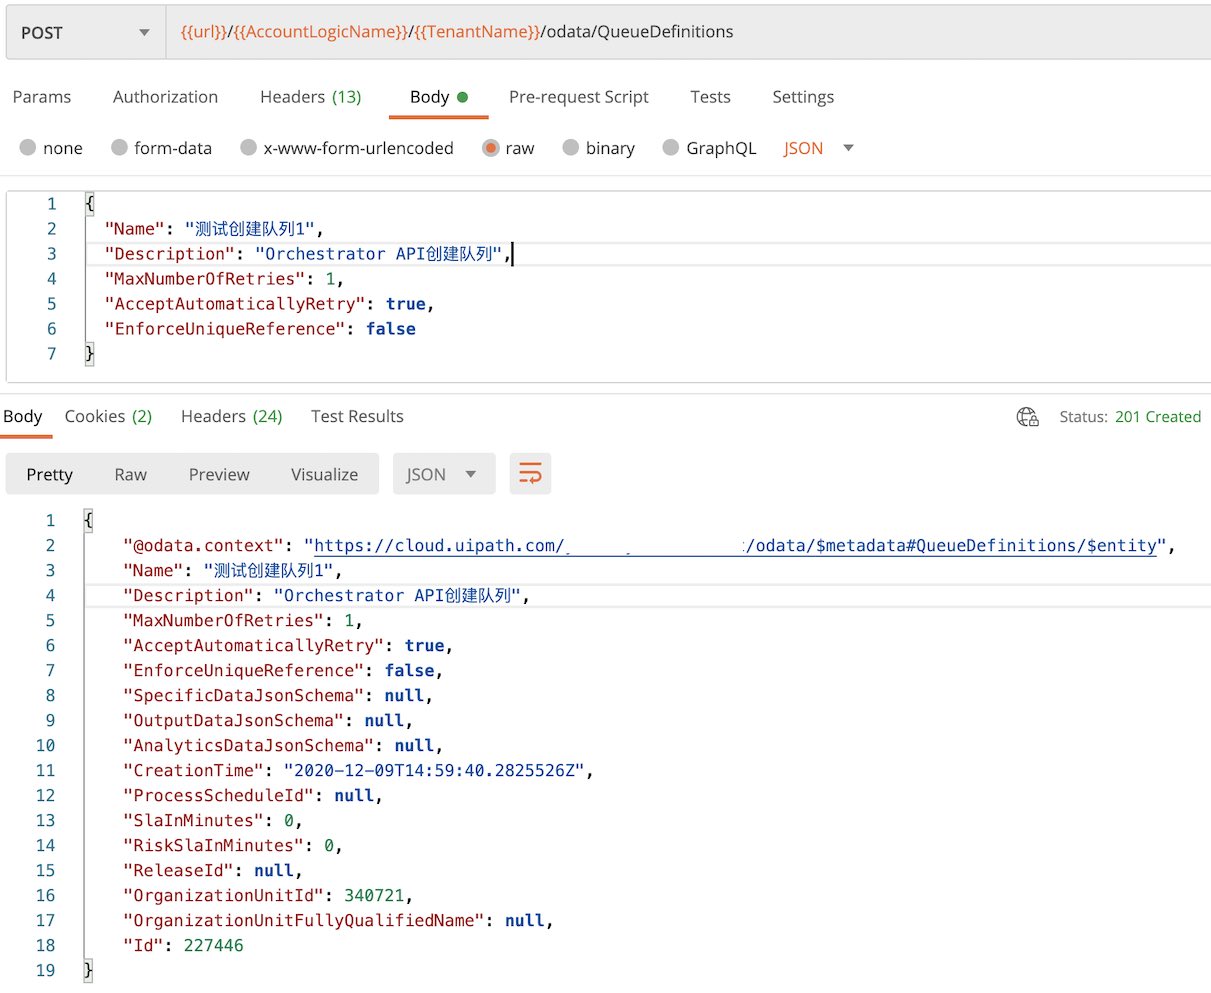 POST {{url}}/{{AccountLogicName}}/{{TenantName}}/odata/QueueDefinitions
Params Authorization Headers (13) Body Pre-request Script Tests Settings
none form-data x-www-form-urlencoded raw binary GraphQL JSON
1 {
2 "Name": "测试创建队列1",
3 "Description": "Orchestrator API创建队列",
4 "MaxNumberOfRetries": 1,
5 "AcceptAutomaticallyRetry": true,
6 "EnforceUniqueReference": false
7 }
Body Cookies (2) Headers (24) Test Results Status: 201 Created
Pretty Raw Preview Visualize JSON
1 {
2 "@odata.context": "https://cloud.uipath.com/ /odata/$metadata#QueueDefinitions/$entity",
3 "Name": "测试创建队列1",
4 "Description": "Orchestrator API创建队列",
5 "MaxNumberOfRetries": 1,
6 "AcceptAutomaticallyRetry": true,
7 "EnforceUniqueReference": false,
8 "SpecificDataJsonSchema": null,
9 "OutputDataJsonSchema": null,
10 "AnalyticsDataJsonSchema": null,
11 "CreationTime": "2020-12-09T14:59:40.2825526Z",
12 "ProcessScheduleId": null,
13 "SlaInMinutes": 0,
14 "RiskSlaInMinutes": 0,
15 "ReleaseId": null,
16 "OrganizationUnitId": 340721,
17 "OrganizationUnitFullyQualifiedName": null,
18 "Id": 227446
19 }